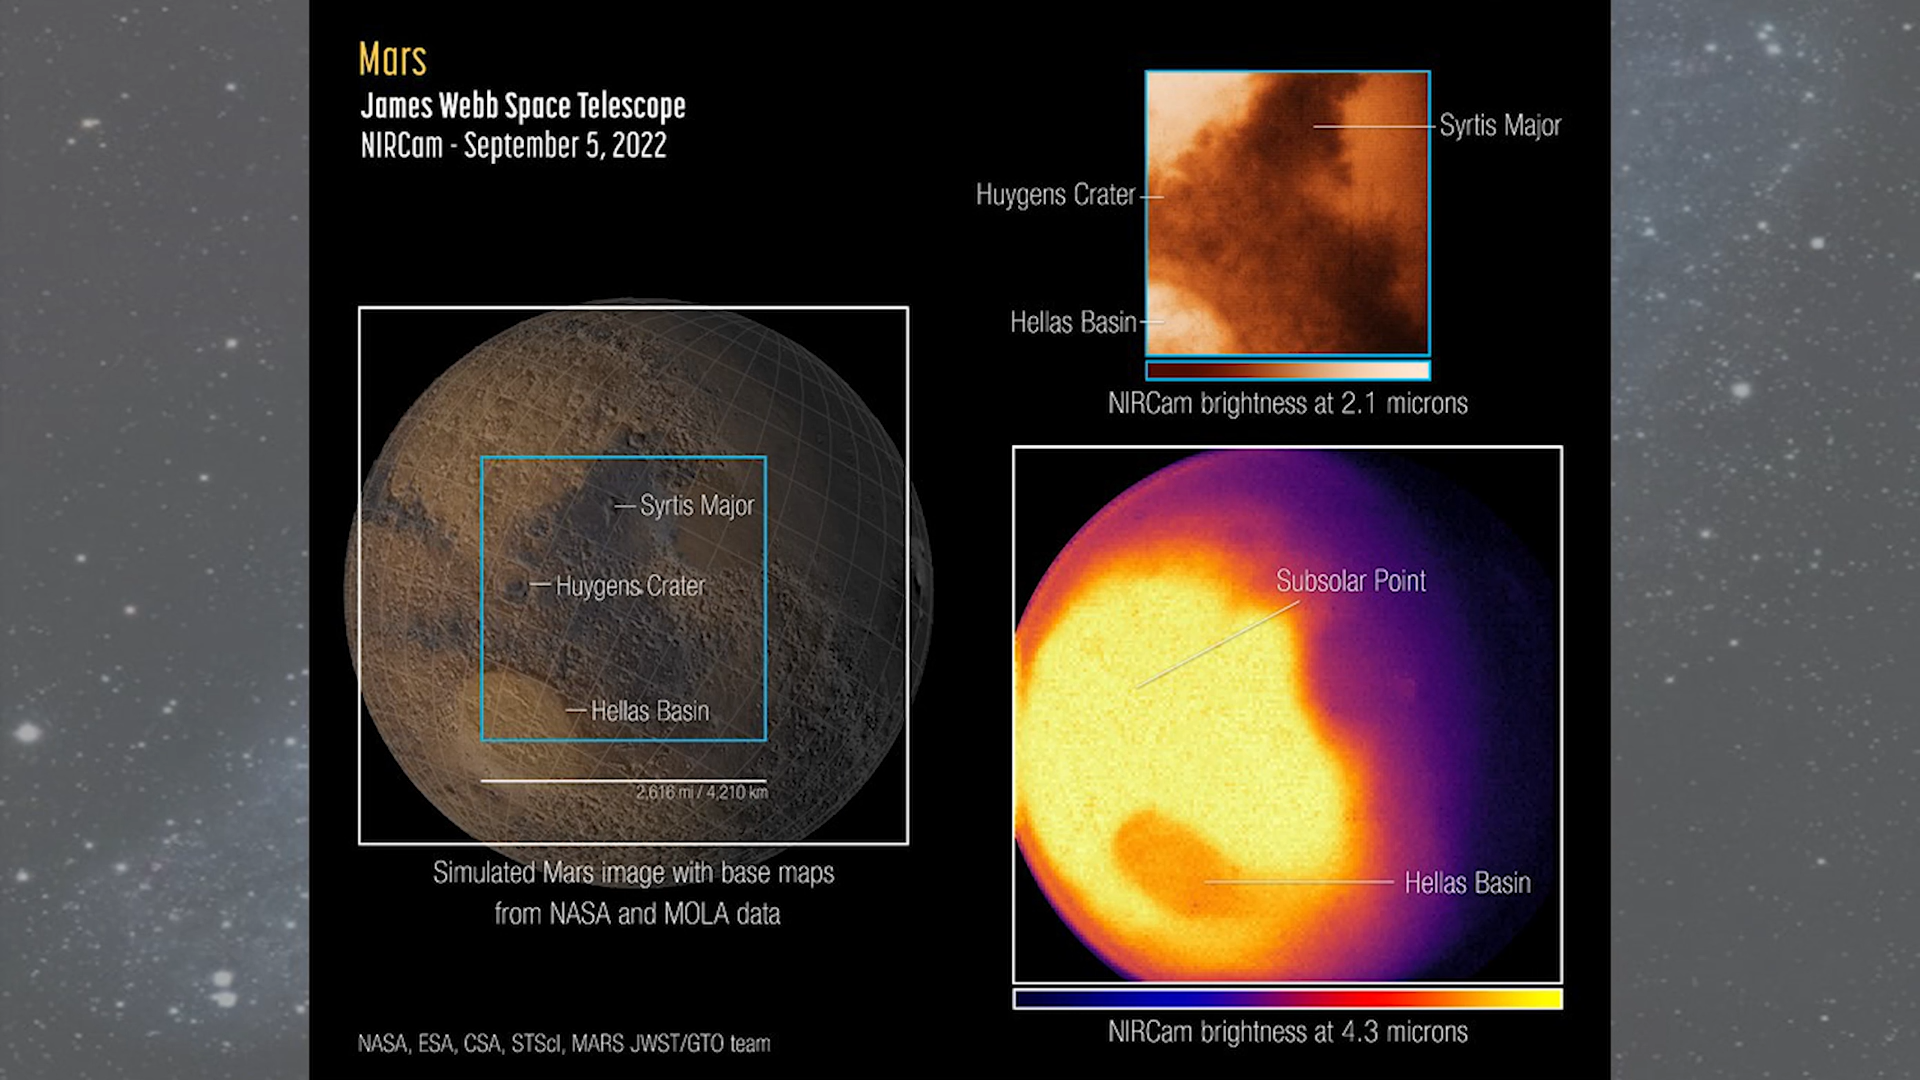 Mars
James Webb Space Telescope
NIRCam - September 5, 2022
Syrtis Major
Huygens Crater
Hellas Basin
2,616 mi / 4,210 km
Simulated Mars image with base maps
from NASA and MOLA data
Syrtis Major
Huygens Crater
Hellas Basin
NIRCam brightness at 2.1 microns
Subsolar Point
Hellas Basin
NIRCam brightness at 4.3 microns
NASA, ESA, CSA, STScI, MARS JWST/GTO team